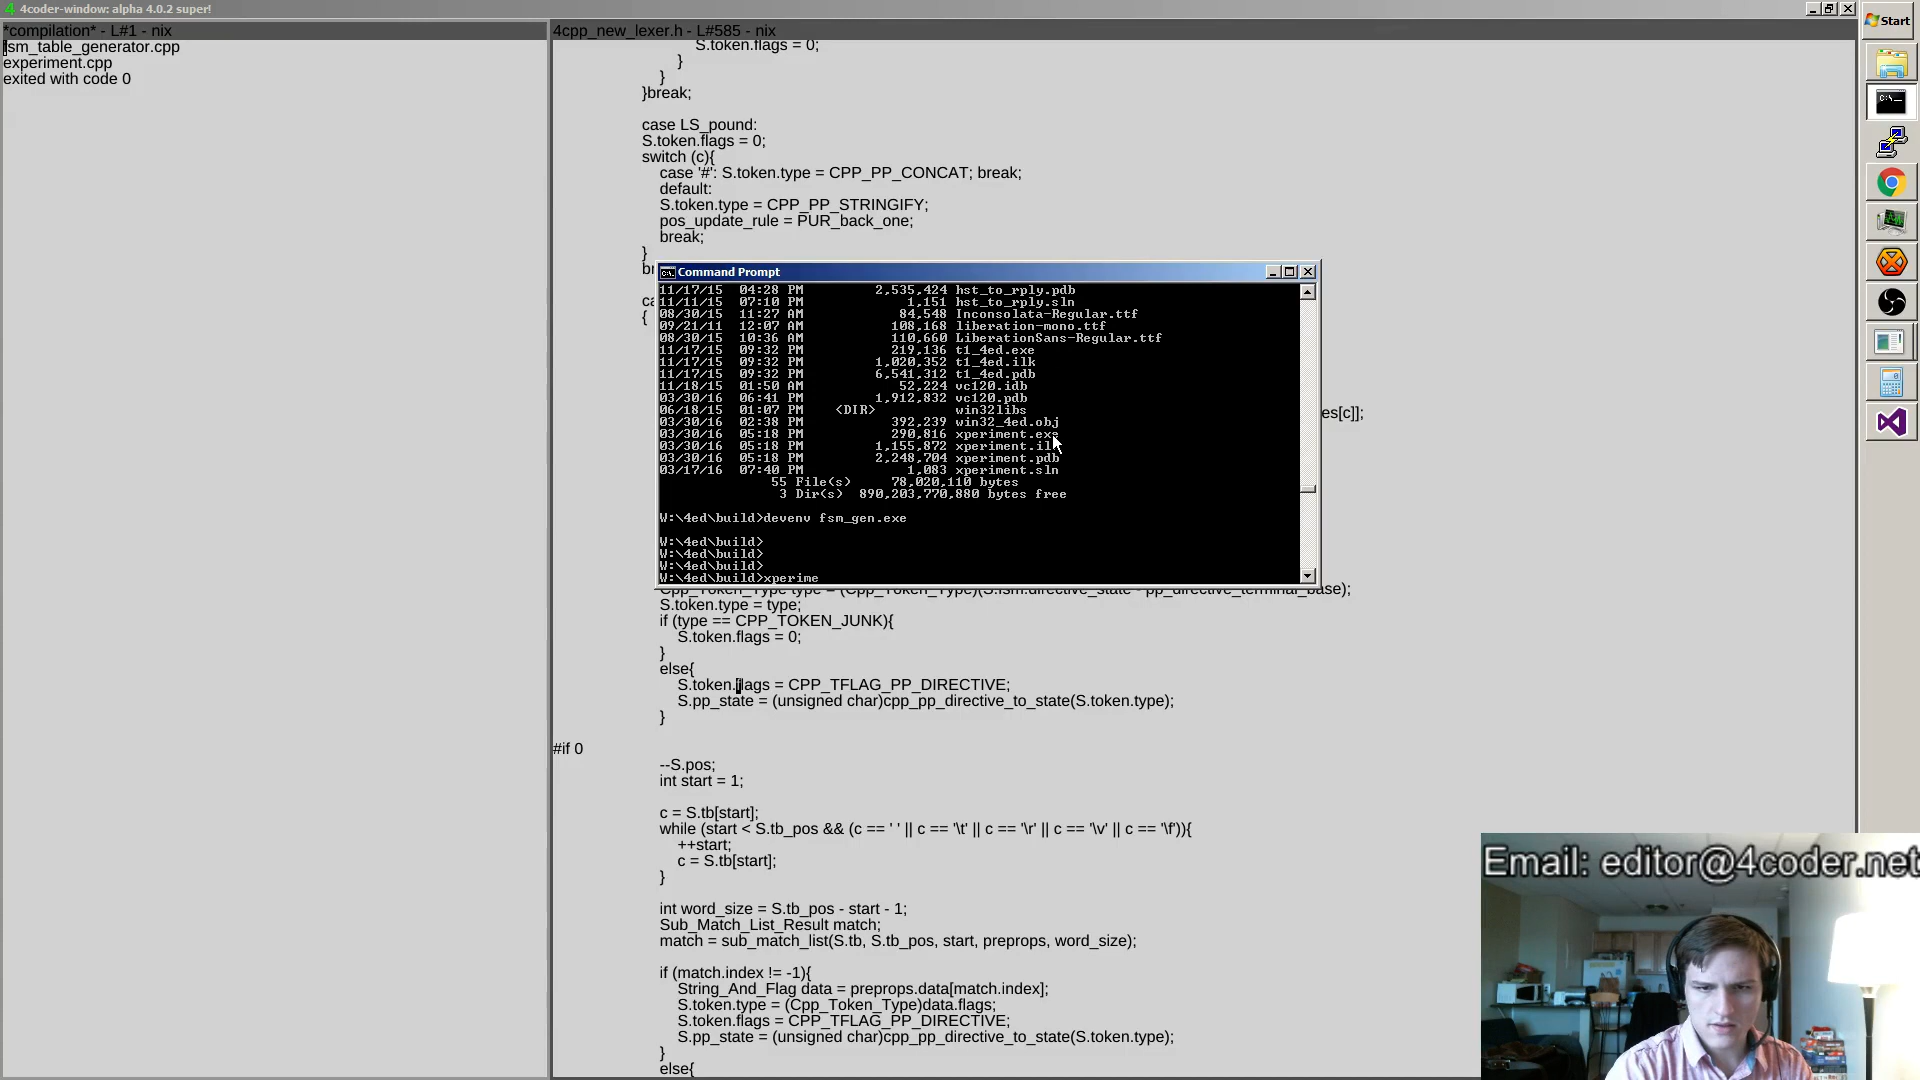 4coder-window: alpha 4.0.2 super!
Start
*compilation* - L#1 - nix
fsm_table_generator.cpp
experiment.cpp
exited with code 0
4cpp_new_lexer.h - L#585 - nix
S.token.flags = 0;
}
}
}break;
case LS_pound:
S.token.flags = 0;
switch (c){
case '#': S.token.type = CPP_PP_CONCAT; break;
default:
S.token.type = CPP_PP_STRINGIFY;
pos_update_rule = PUR_back_one;
break;
}
{
es[c]];
Command Prompt
11/17/15 04:28 PM 2,535,424 hst_to_rply.pdb
11/11/15 07:10 PM 1,151 hst_to_rply.sln
08/30/15 11:27 AM 84,548 Inconsolata-Regular.ttf
09/21/11 12:07 AM 108,168 liberation-mono.ttf
08/30/15 10:36 AM 110,660 LiberationSans-Regular.ttf
11/17/15 09:32 PM 219,136 t1_4ed.exe
11/17/15 09:32 PM 1,020,352 t1_4ed.ilk
11/17/15 09:32 PM 6,541,312 t1_4ed.pdb
11/18/15 01:50 AM 52,224 vc120.idb
03/30/16 06:41 PM 1,912,832 vc120.pdb
06/18/15 01:07 PM <DIR> win32libs
03/30/16 02:38 PM 392,239 win32_4ed.obj
03/30/16 05:18 PM 290,816 xperiment.exe
03/30/16 05:18 PM 1,155,872 xperiment.ilk
03/30/16 05:18 PM 2,248,704 xperiment.pdb
03/17/16 07:40 PM 1,083 xperiment.sln
55 File(s) 78,020,110 bytes
3 Dir(s) 890,203,770,880 bytes free
W:\4ed\build>devenv fsm_gen.exe
W:\4ed\build>
W:\4ed\build>
W:\4ed\build>
W:\4ed\build>xperime
Cpp_Token_Type type = (Cpp_Token_Type)(S.fsm.directive_state - pp_directive_terminal_base);
S.token.type = type;
if (type == CPP_TOKEN_JUNK){
S.token.flags = 0;
}
else{
S.token.flags = CPP_TFLAG_PP_DIRECTIVE;
S.pp_state = (unsigned char)cpp_pp_directive_to_state(S.token.type);
}
#if 0
--S.pos;
int start = 1;
c = S.tb[start];
while (start < S.tb_pos && (c == ' ' || c == '\t' || c == '\r' || c == '\v' || c == '\f')){
++start;
c = S.tb[start];
}
int word_size = S.tb_pos - start - 1;
Sub_Match_List_Result match;
match = sub_match_list(S.tb, S.tb_pos, start, preprops, word_size);
if (match.index != -1){
String_And_Flag data = preprops.data[match.index];
S.token.type = (Cpp_Token_Type)data.flags;
S.token.flags = CPP_TFLAG_PP_DIRECTIVE;
S.pp_state = (unsigned char)cpp_pp_directive_to_state(S.token.type);
}
else{
Email: editor@4coder.net